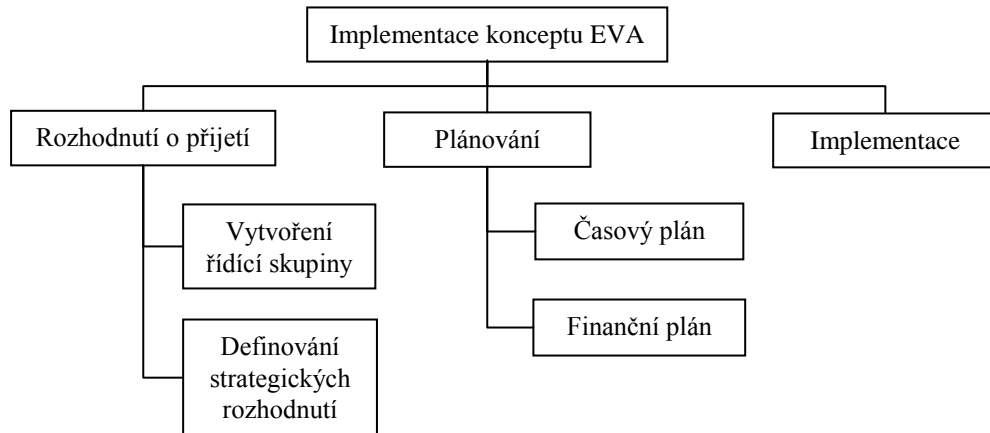 Implementace konceptu EVA
Rozhodnutí o přijetí
Plánování
Implementace
Vytvoření
řídící skupiny
Časový plán
Definování
strategických
rozhodnutí
Finanční plán